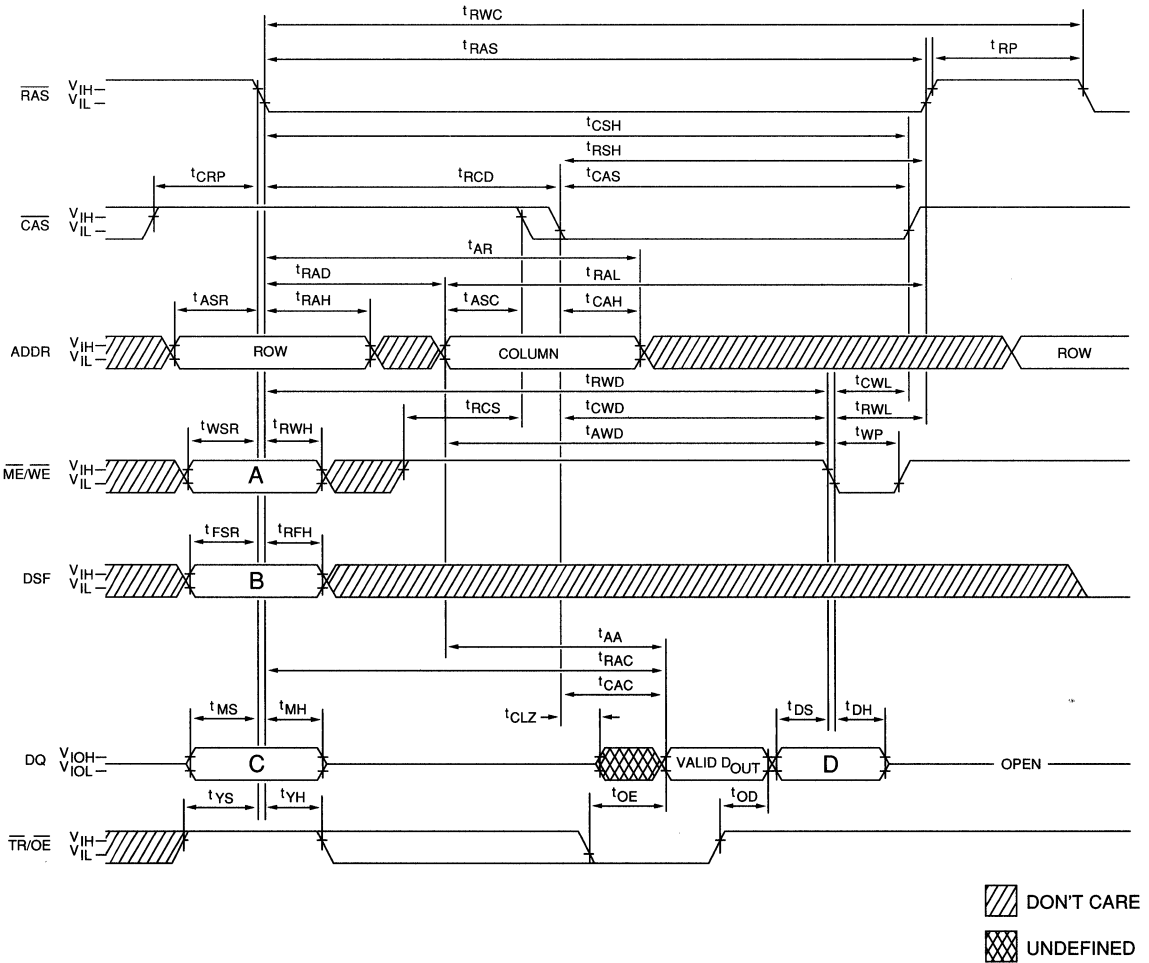 tRWC
tRAS
tRP
RAS VIH VIL
tCSH
tRSH
tCRP
tRCD
tCAS
CAS VIH VIL
tAR
tRAD
tRAL
tASR
tRAH
tASC
tCAH
ADDR VIH VIL ROW COLUMN ROW
tRWD
tCWL
tRCS
tCWD
tRWL
tWSR
tRWH
tAWD
tWP
ME/WE VIH VIL A
tFSR
tRFH
DSF VIH VIL B
tAA
tRAC
tCAC
tMS
tMH
tCLZ
tDS
tDH
DQ VIOH VIOL C VALID DOUT D OPEN
tYS
tYH
tOE
tOD
TR/OE VIH VIL
DON'T CARE
UNDEFINED